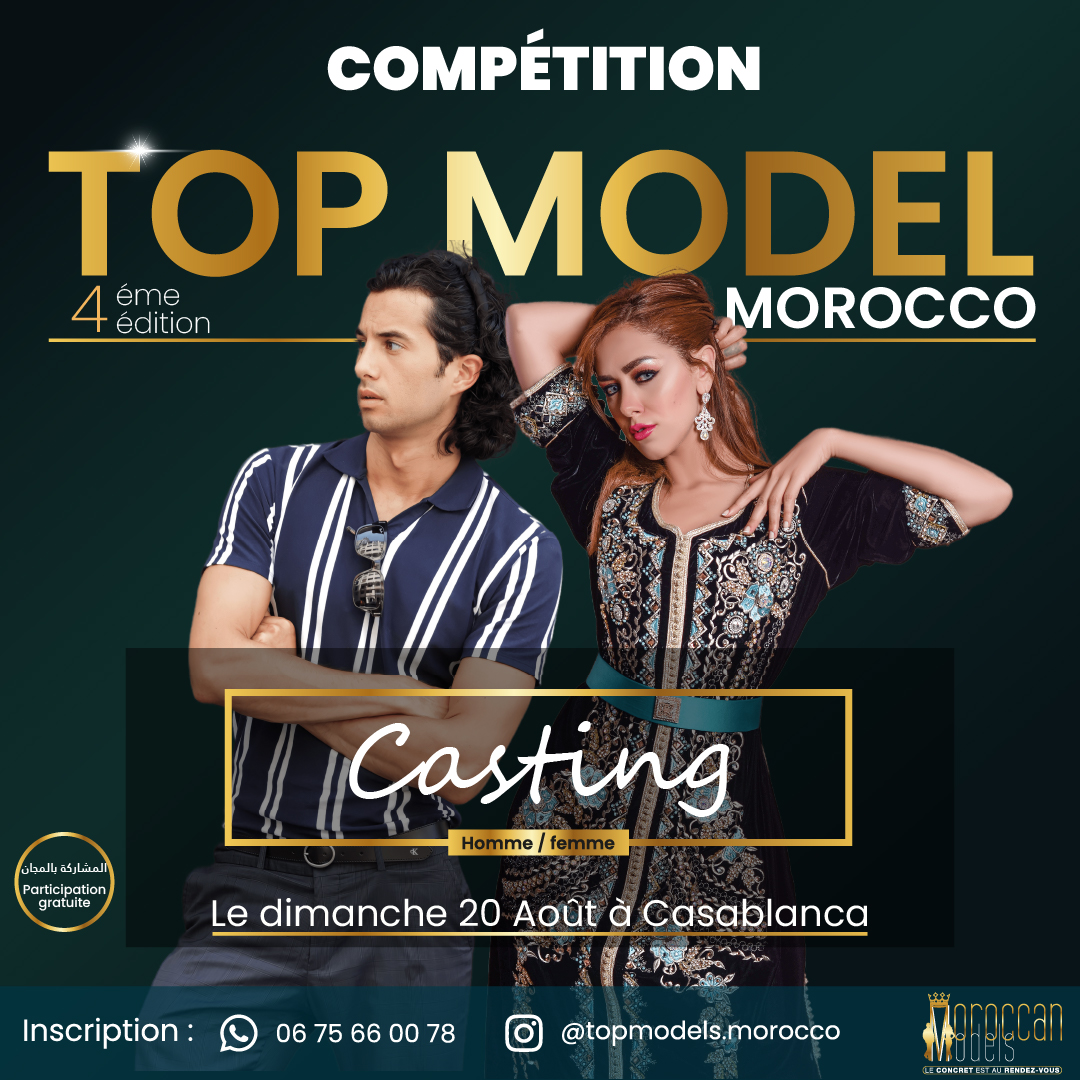 COMPÉTITION
TOP MODEL
4 éme
édition
MOROCCO
Casting
Homme / femme
المشاركة بالمجان
Participation
gratuite
Le dimanche 20 Août à Casablanca
Inscription :
06 75 66 00 78
@topmodels.morocco
Moroccan
Models
LE CONCRET EST AU RENDEZ-VOUS